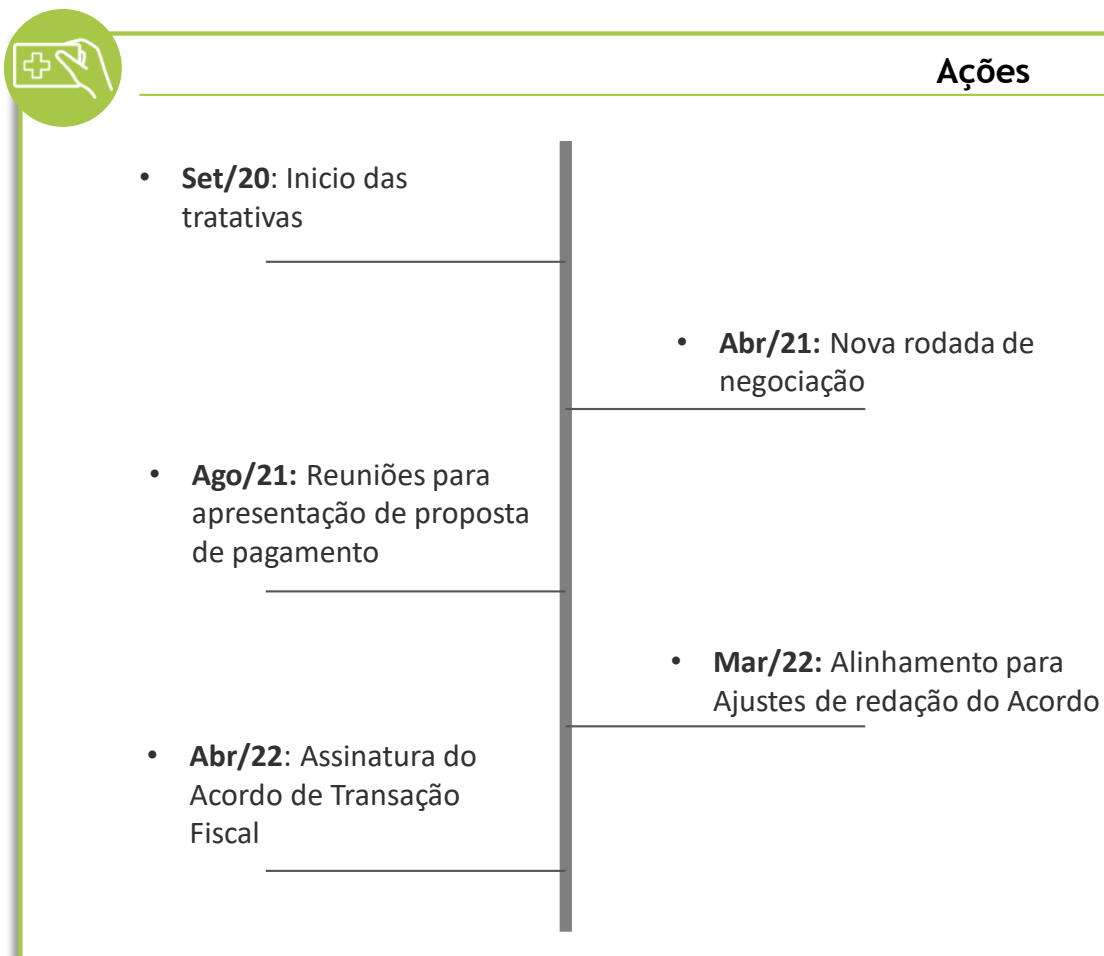 Ações
• Set/20: Inicio das
tratativas
• Abr/21: Nova rodada de
negociação
• Ago/21: Reuniões para
apresentação de proposta
de pagamento
• Mar/22: Alinhamento para
Ajustes de redação do Acordo
• Abr/22: Assinatura do
Acordo de Transação
Fiscal